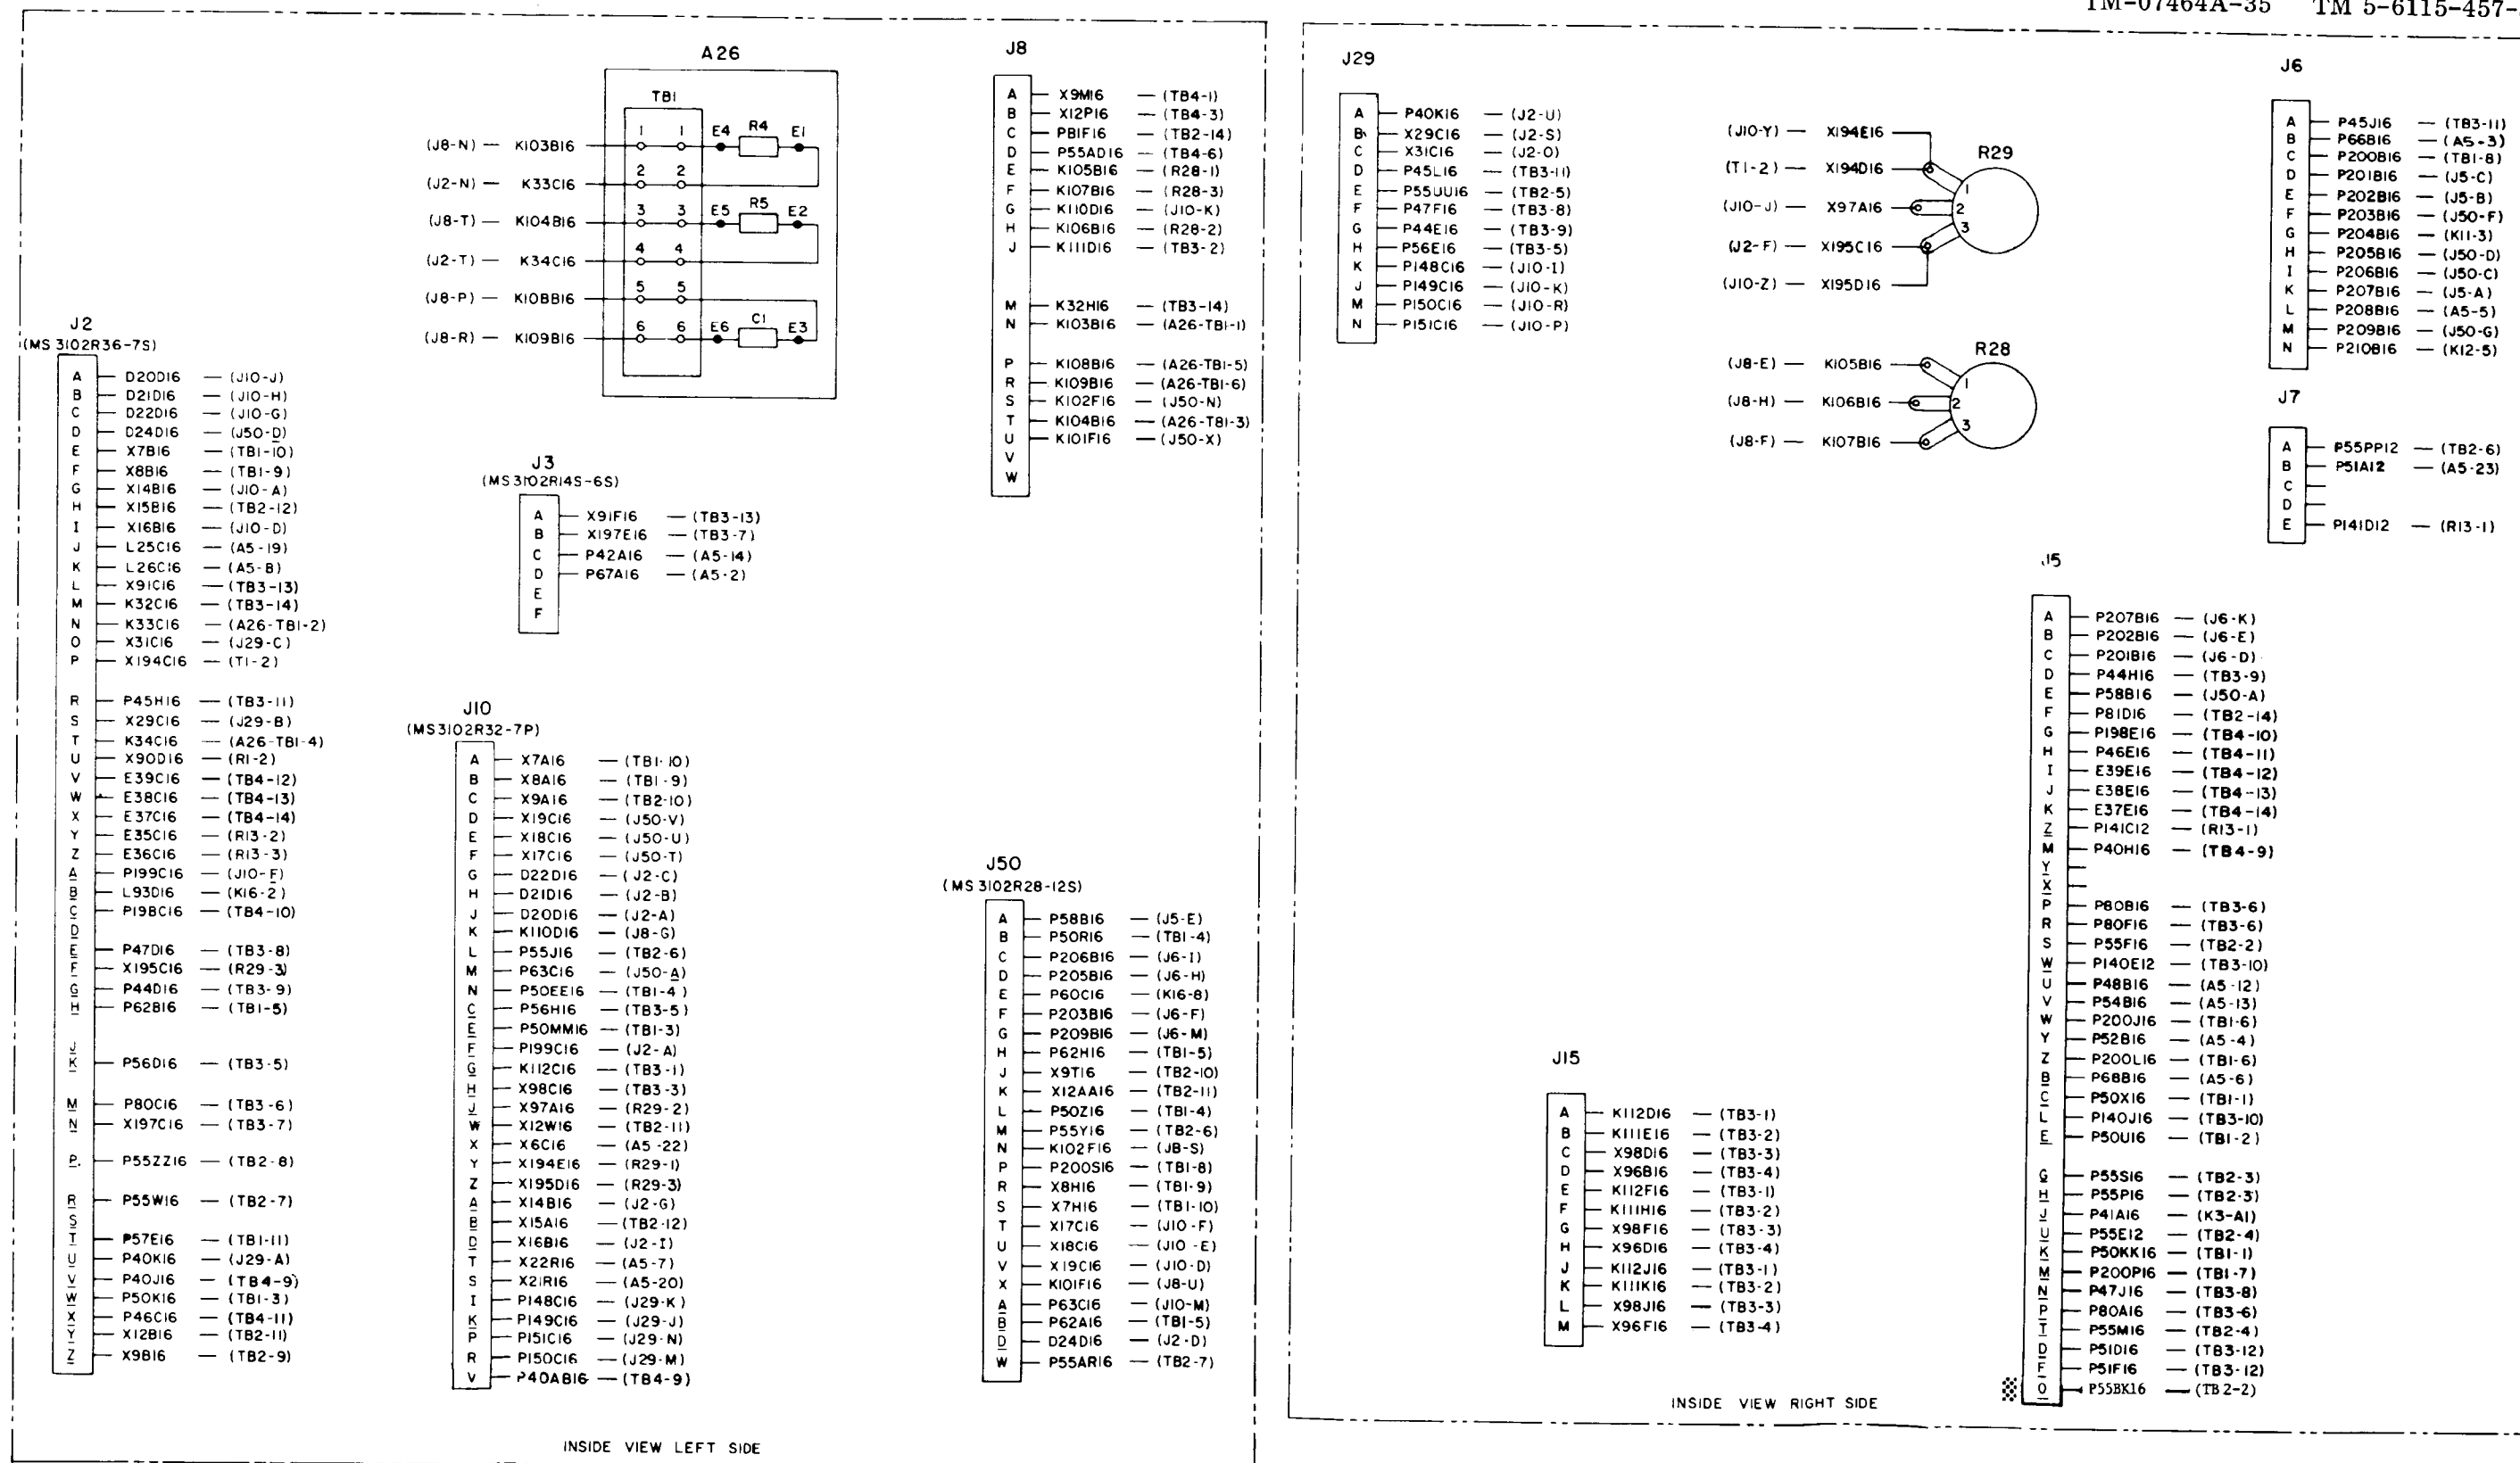 TM-07464A-35 TM 5-6115-457-
A26
TB1
(J8-N) — K103B16 1 1 E4 R4 E1
(J2-N) — K33C16 2 2
(J8-T) — K104B16 3 3 E5 R5 E2
(J2-T) — K34C16 4 4
(J8-P) — K108B16 5 5
(J8-R) — K109B16 6 6 E6 C1 E3
J2
(MS 3102R36-7S)
A D20D16 — (J10-J)
B D21D16 — (J10-H)
C D22D16 — (J10-G)
D D24D16 — (J50-D)
E X7B16 — (TB1-10)
F X8B16 — (TB1-9)
G X14B16 — (J10-A)
H X15B16 — (TB2-12)
I X16B16 — (J10-D)
J L25C16 — (A5-19)
K L26C16 — (A5-8)
L X91C16 — (TB3-13)
M K32C16 — (TB3-14)
N K33C16 — (A26-TB1-2)
O X31C16 — (J29-C)
P X194C16 — (T1-2)
R P45H16 — (TB3-11)
S X29C16 — (J29-B)
T K34C16 — (A26-TB1-4)
U X90D16 — (R1-2)
V E39C16 — (TB4-12)
W E38C16 — (TB4-13)
X E37C16 — (TB4-14)
Y E35C16 — (R13-2)
Z E36C16 — (R13-3)
A P199C16 — (J10-F)
B L93D16 — (K16-2)
C P198C16 — (TB4-10)
D
E P47D16 — (TB3-8)
F X195C16 — (R29-3)
G P44D16 — (TB3-9)
H P62B16 — (TB1-5)
J
K P56D16 — (TB3-5)
M P80C16 — (TB3-6)
N X197C16 — (TB3-7)
P. P55ZZ16 — (TB2-8)
R P55W16 — (TB2-7)
S
T P57E16 — (TB1-11)
U P40K16 — (J29-A)
V P40J16 — (TB4-9)
W P50K16 — (TB1-3)
X P46C16 — (TB4-11)
Y X12B16 — (TB2-11)
Z X9B16 — (TB2-9)
J3
(MS3102R14S-6S)
A X91F16 — (TB3-13)
B X197E16 — (TB3-7)
C P42A16 — (A5-14)
D P67A16 — (A5-2)
E
F
J10
(MS3102R32-7P)
A X7A16 — (TB1-10)
B X8A16 — (TB1-9)
C X9A16 — (TB2-10)
D X19C16 — (J50-V)
E X18C16 — (J50-U)
F X17C16 — (J50-T)
G D22D16 — (J2-C)
H D21D16 — (J2-B)
J D20D16 — (J2-A)
K K110D16 — (J8-G)
L P55J16 — (TB2-6)
M P63C16 — (J50-A)
N P50EE16 — (TB1-4)
C P56H16 — (TB3-5)
E P50MM16 — (TB1-3)
F P199C16 — (J2-A)
G K112C16 — (TB3-1)
H X98C16 — (TB3-3)
J X97A16 — (R29-2)
W X12W16 — (TB2-11)
X X6C16 — (A5-22)
Y X194E16 — (R29-1)
Z X195D16 — (R29-3)
A X14B16 — (J2-G)
B X15A16 — (TB2-12)
D X16B16 — (J2-I)
T X22R16 — (A5-7)
S X21R16 — (A5-20)
I P148C16 — (J29-K)
K P149C16 — (J29-J)
P P151C16 — (J29-N)
R P150C16 — (J29-M)
V P40AB16 — (TB4-9)
J8
A X9M16 — (TB4-1)
B X12P16 — (TB4-3)
C P81F16 — (TB2-14)
D P55AD16 — (TB4-6)
E K105B16 — (R28-1)
F K107B16 — (R28-3)
G K110D16 — (J10-K)
H K106B16 — (R28-2)
J K111D16 — (TB3-2)
M K32H16 — (TB3-14)
N K103B16 — (A26-TB1-1)
P K108B16 — (A26-TB1-5)
R K109B16 — (A26-TB1-6)
S K102F16 — (J50-N)
T K104B16 — (A26-TB1-3)
U K101F16 — (J50-X)
V
W
J50
(MS 3102R28-12S)
A P58B16 — (J5-E)
B P50R16 — (TB1-4)
C P206B16 — (J6-I)
D P205B16 — (J6-H)
E P60C16 — (K16-8)
F P203B16 — (J6-F)
G P209B16 — (J6-M)
H P62H16 — (TB1-5)
J X9T16 — (TB2-10)
K X12AA16 — (TB2-11)
L P50Z16 — (TB1-4)
M P55Y16 — (TB2-6)
N K102F16 — (J8-S)
P P200S16 — (TB1-8)
R X8H16 — (TB1-9)
S X7H16 — (TB1-10)
T X17C16 — (J10-F)
U X18C16 — (J10-E)
V X19C16 — (J10-D)
X K101F16 — (J8-U)
A P63C16 — (J10-M)
B P62A16 — (TB1-5)
D D24D16 — (J2-D)
W P55AR16 — (TB2-7)
INSIDE VIEW LEFT SIDE
J29
A P40K16 — (J2-U)
B X29C16 — (J2-S)
C X31C16 — (J2-O)
D P45L16 — (TB3-11)
E P55UU16 — (TB2-5)
F P47F16 — (TB3-8)
G P44E16 — (TB3-9)
H P56E16 — (TB3-5)
K P148C16 — (J10-I)
J P149C16 — (J10-K)
M P150C16 — (J10-R)
N P151C16 — (J10-P)
R29
(J10-Y) — X194E16
(T1-2) — X194D16 1
(J10-J) — X97A16 2
(J2-F) — X195C16 3
(J10-Z) — X195D16
R28
(J8-E) — K105B16 1
(J8-H) — K106B16 2
(J8-F) — K107B16 3
J6
A P45J16 — (TB3-11)
B P66B16 — (A5-3)
C P200B16 — (TB1-8)
D P201B16 — (J5-C)
E P202B16 — (J5-B)
F P203B16 — (J50-F)
G P204B16 — (K11-3)
H P205B16 — (J50-D)
I P206B16 — (J50-C)
K P207B16 — (J5-A)
L P208B16 — (A5-5)
M P209B16 — (J50-G)
N P210B16 — (K12-5)
J7
A P55PP12 — (TB2-6)
B P51A12 — (A5-23)
C
D
E P141D12 — (R13-1)
J5
A P207B16 — (J6-K)
B P202B16 — (J6-E)
C P201B16 — (J6-D)
D P44H16 — (TB3-9)
E P58B16 — (J50-A)
F P81D16 — (TB2-14)
G P198E16 — (TB4-10)
H P46E16 — (TB4-11)
I E39E16 — (TB4-12)
J E38E16 — (TB4-13)
K E37E16 — (TB4-14)
Z P141C12 — (R13-1)
M P40H16 — (TB4-9)
Y
X
P P80B16 — (TB3-6)
R P80F16 — (TB3-6)
S P55F16 — (TB2-2)
W P140E12 — (TB3-10)
U P48B16 — (A5-12)
V P54B16 — (A5-13)
W P200J16 — (TB1-6)
Y P52B16 — (A5-4)
Z P200L16 — (TB1-6)
B P68B16 — (A5-6)
C P50X16 — (TB1-1)
L P140J16 — (TB3-10)
E P50U16 — (TB1-2)
G P55S16 — (TB2-3)
H P55P16 — (TB2-3)
J P41A16 — (K3-A1)
U P55E12 — (TB2-4)
K P50KK16 — (TB1-1)
M P200P16 — (TB1-7)
N P47J16 — (TB3-8)
P P80A16 — (TB3-6)
T P55M16 — (TB2-4)
D P51D16 — (TB3-12)
F P51F16 — (TB3-12)
O P55BK16 — (TB2-2)
J15
A K112D16 — (TB3-1)
B K111E16 — (TB3-2)
C X98D16 — (TB3-3)
D X96B16 — (TB3-4)
E K112F16 — (TB3-1)
F K111H16 — (TB3-2)
G X98F16 — (TB3-3)
H X96D16 — (TB3-4)
J K112J16 — (TB3-1)
K K111K16 — (TB3-2)
L X98J16 — (TB3-3)
M X96F16 — (TB3-4)
INSIDE VIEW RIGHT SIDE